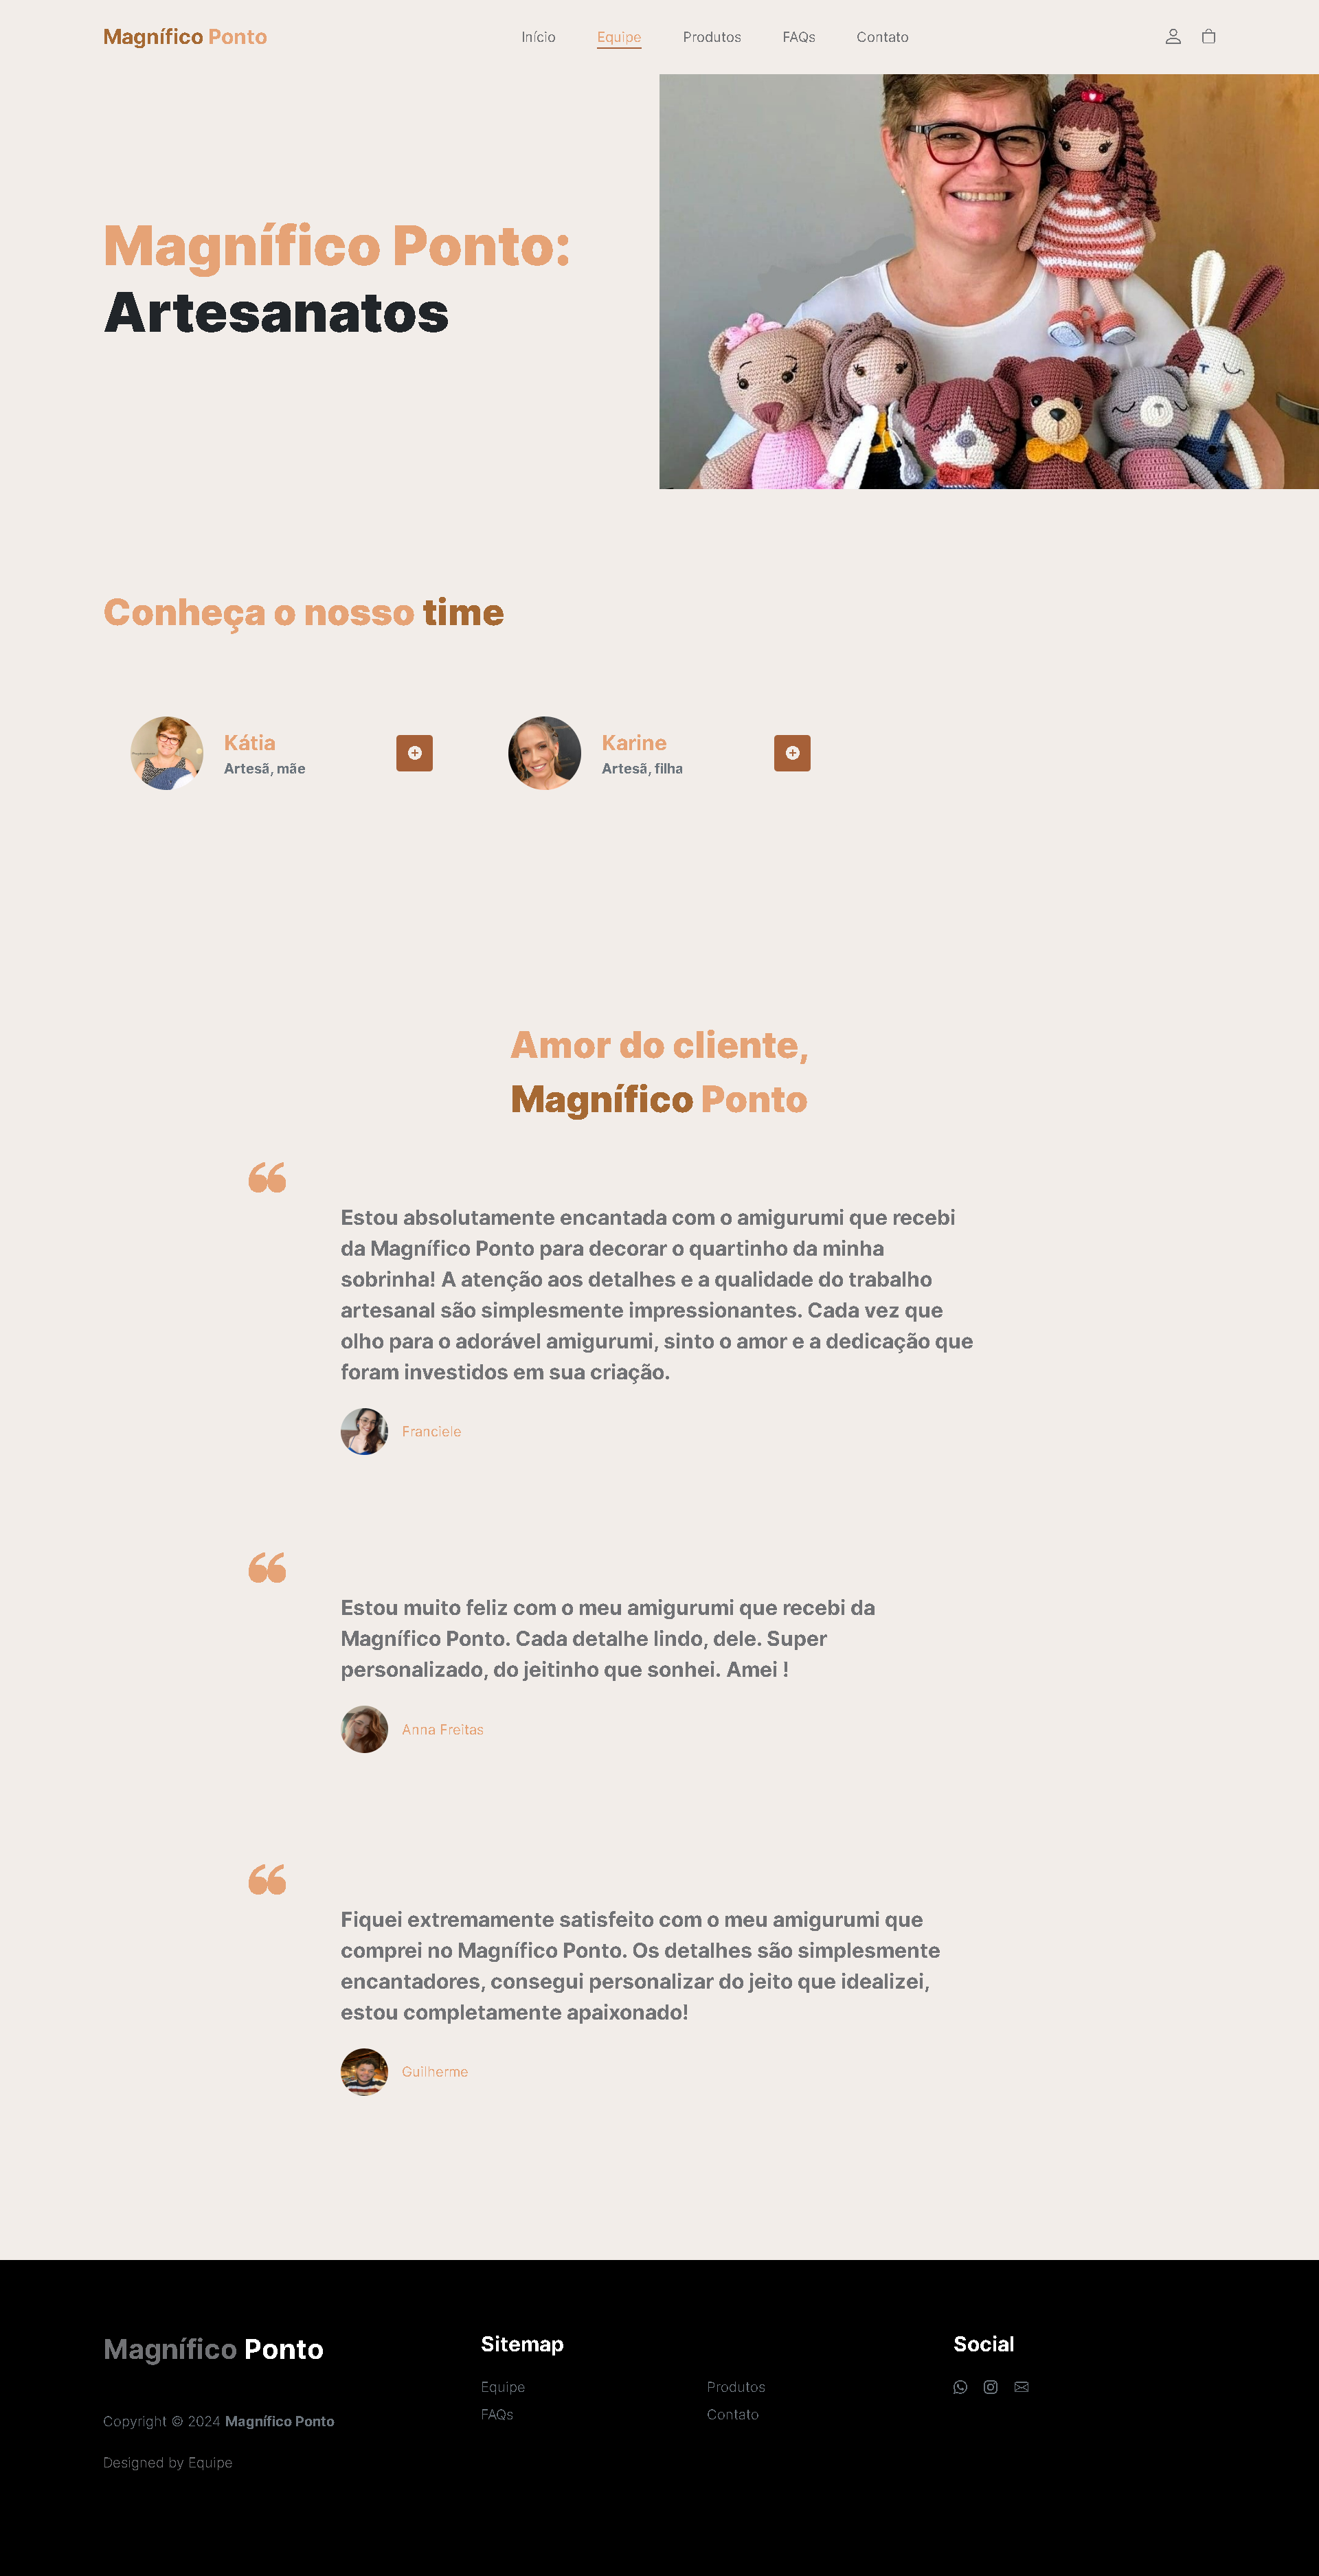 Magnífico Ponto
Início
Equipe
Produtos
FAQs
Contato
Magnífico Ponto:
Artesanatos
Conheça o nosso time
Kátia
Artesã, mãe
Karine
Artesã, filha
Amor do cliente,
Magnífico Ponto
Estou absolutamente encantada com o amigurumi que recebi
da Magnífico Ponto para decorar o quartinho da minha
sobrinha! A atenção aos detalhes e a qualidade do trabalho
artesanal são simplesmente impressionantes. Cada vez que
olho para o adorável amigurumi, sinto o amor e a dedicação que
foram investidos em sua criação.
Franciele
Estou muito feliz com o meu amigurumi que recebi da
Magnífico Ponto. Cada detalhe lindo, dele. Super
personalizado, do jeitinho que sonhei. Amei !
Anna Freitas
Fiquei extremamente satisfeito com o meu amigurumi que
comprei no Magnífico Ponto. Os detalhes são simplesmente
encantadores, consegui personalizar do jeito que idealizei,
estou completamente apaixonado!
Guilherme
Magnífico Ponto
Copyright © 2024 Magnífico Ponto
Designed by Equipe
Sitemap
Equipe
Produtos
FAQs
Contato
Social